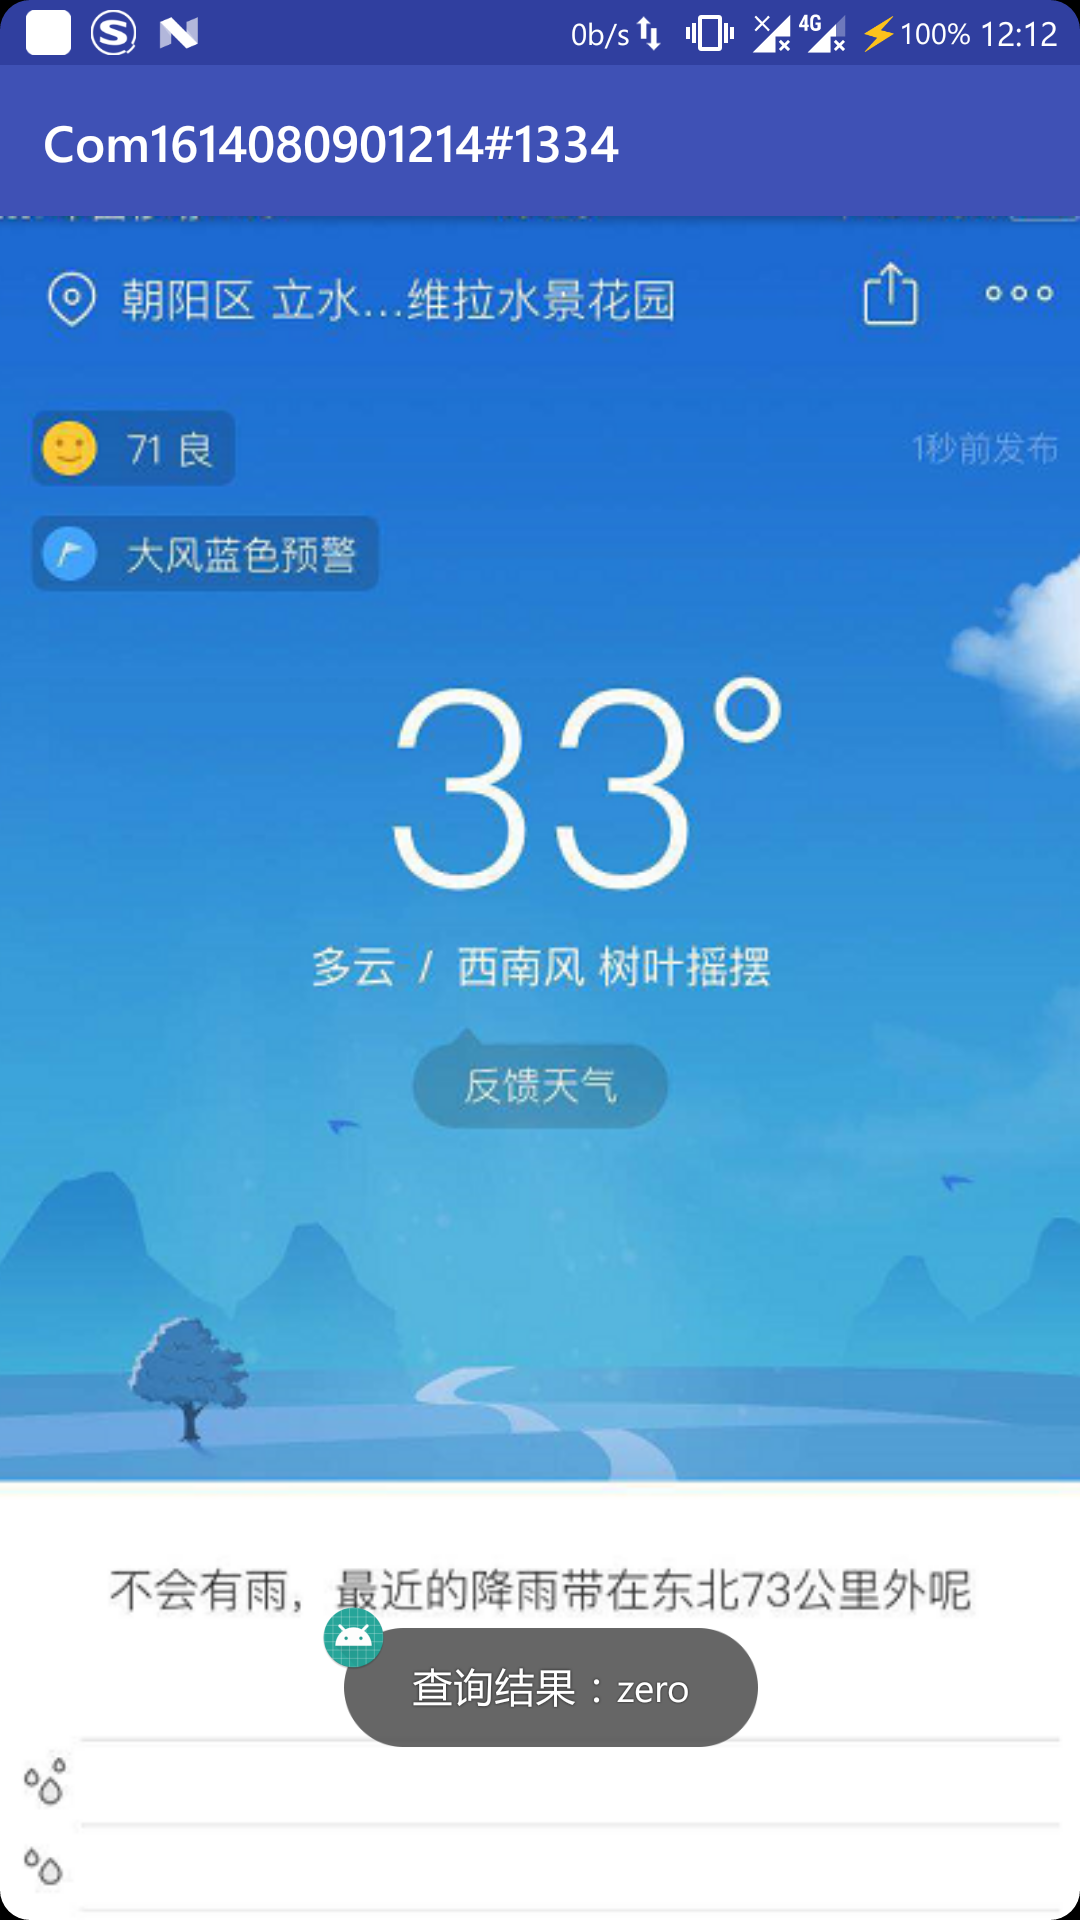 0b/s 4G 100% 12:12
Com1614080901214#1334
朝阳区 立水...维拉水景花园
71 良
1秒前发布
大风蓝色预警
33°
多云 / 西南风 树叶摇摆
反馈天气
不会有雨，最近的降雨带在东北73公里外呢
查询结果：zero